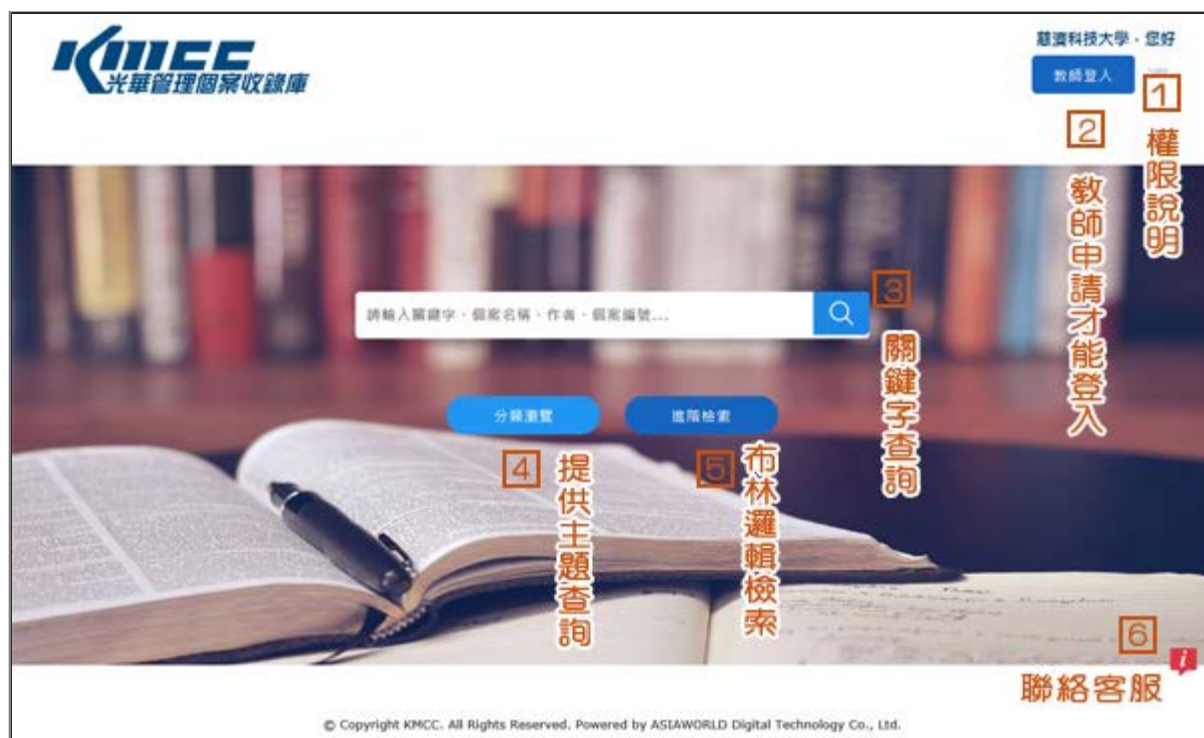 KMCC
光華管理個案收錄庫
慈濟科技大學，您好
教師登入
1
權限說明
2
教師申請才能登入
請輸入關鍵字、個案名稱、作者、個案編號...
3
關鍵字查詢
分類瀏覽
進階檢索
4
提供主題查詢
5
布林邏輯檢索
6
i
聯絡客服
© Copyright KMCC. All Rights Reserved. Powered by ASIAWORLD Digital Technology Co., Ltd.